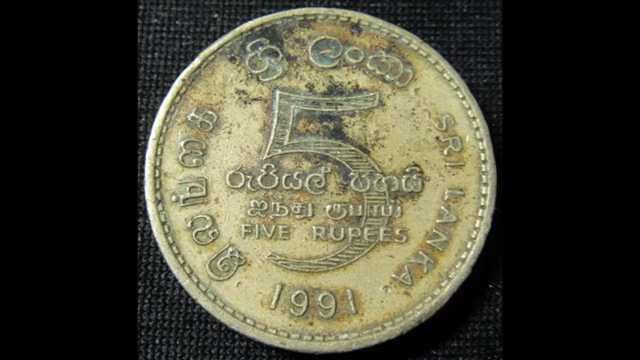 ශ්‍රී ලංකා
இலங்கை
SRI LANKA
5
රුපියල් පහයි
ஐந்து ரூபாய்
FIVE RUPEES
1991